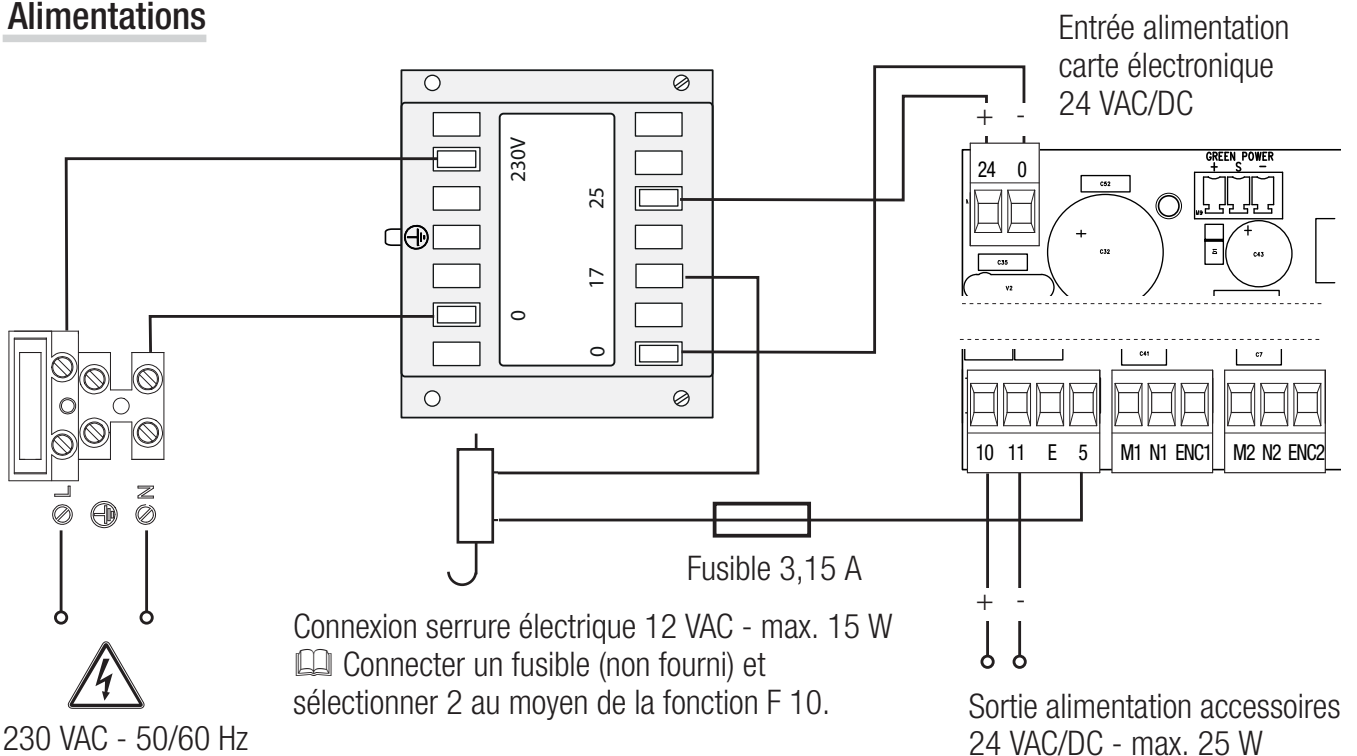 Alimentations
Entrée alimentation
carte électronique
24 VAC/DC
230V
0
25
17
0
+ -
24 0
GREEN POWER
+ S -
C52
C32
+
C35
V2
M9
D1
+
C43
C41
C7
10 11 E 5
M1 N1 ENC1
M2 N2 ENC2
L
N
Fusible 3,15 A
+ -
Connexion serrure électrique 12 VAC - max. 15 W
Connecter un fusible (non fourni) et
sélectionner 2 au moyen de la fonction F 10.
230 VAC - 50/60 Hz
Sortie alimentation accessoires
24 VAC/DC - max. 25 W